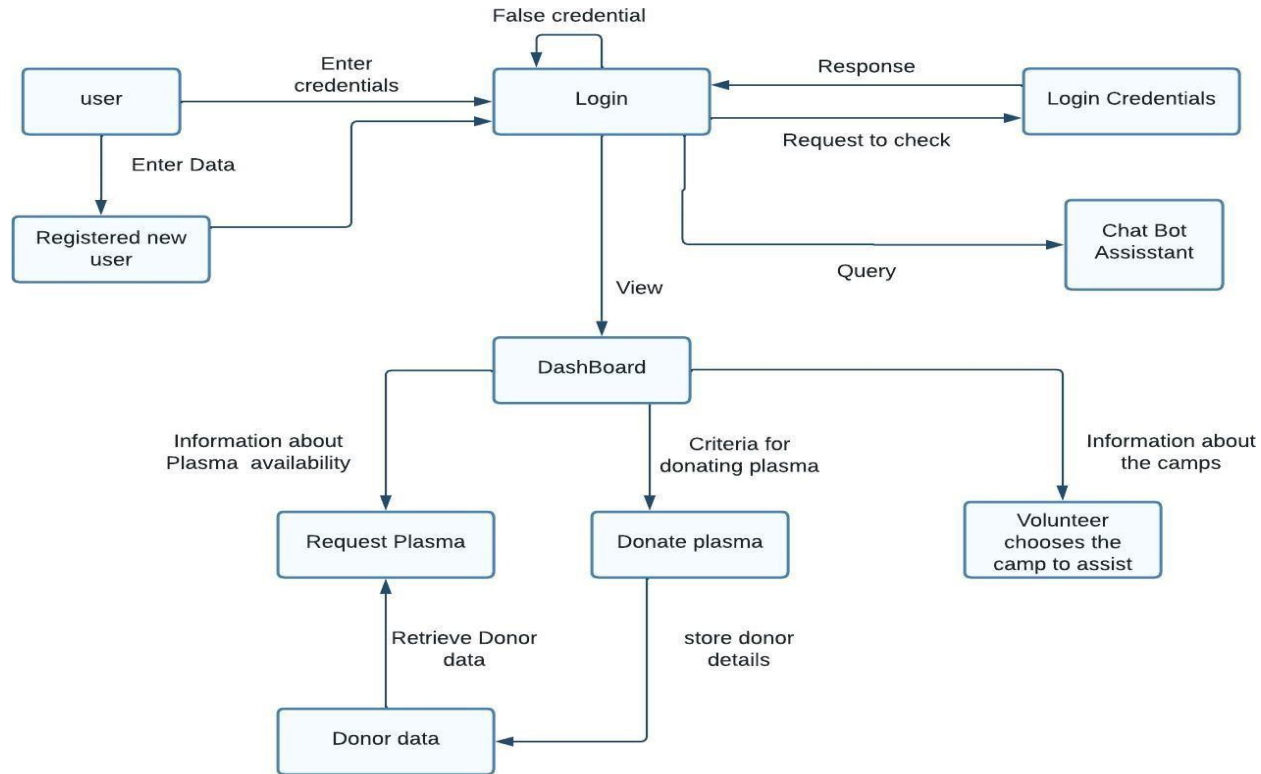 False credential
Enter
credentials
Response
user
Login
Login Credentials
Request to check
Enter Data
Registered new
user
Chat Bot
Assisstant
Query
View
DashBoard
Information about
Plasma availability
Criteria for
donating plasma
Information about
the camps
Request Plasma
Donate plasma
Volunteer
chooses the
camp to assist
Retrieve Donor
data
store donor
details
Donor data